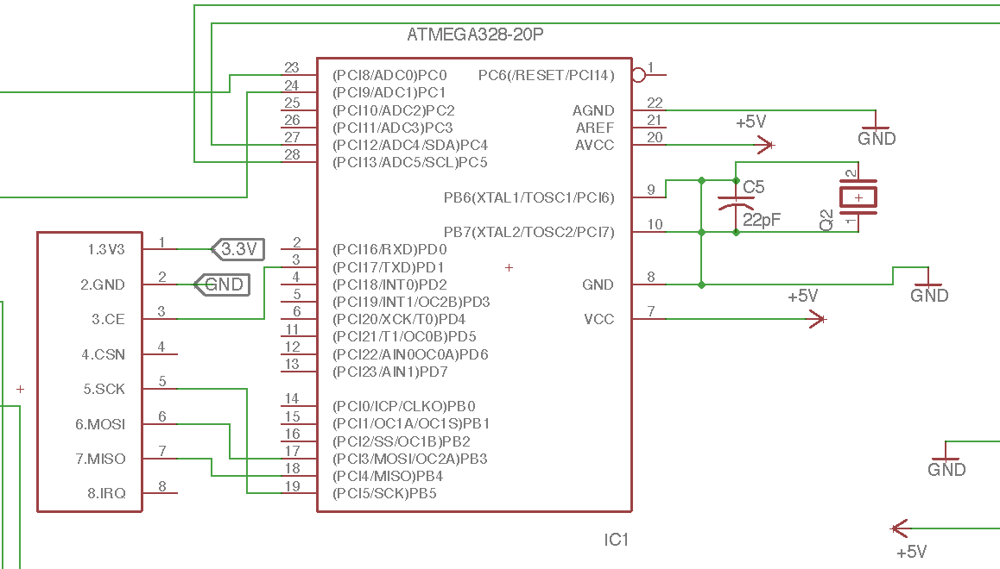 ATMEGA328-20P
23 (PCI8/ADC0)PC0
24 (PCI9/ADC1)PC1
25 (PCI10/ADC2)PC2
26 (PCI11/ADC3)PC3
27 (PCI12/ADC4/SDA)PC4
28 (PCI13/ADC5/SCL)PC5
2 (PCI16/RXD)PD0
3 (PCI17/TXD)PD1
4 (PCI18/INT0)PD2
5 (PCI19/INT1/OC2B)PD3
6 (PCI20/XCK/T0)PD4
11 (PCI21/T1/OC0B)PD5
12 (PCI22/AIN0OC0A)PD6
13 (PCI23/AIN1)PD7
14 (PCI0/ICP/CLKO)PB0
15 (PCI1/OC1A/OC1S)PB1
16 (PCI2/SS/OC1B)PB2
17 (PCI3/MOSI/OC2A)PB3
18 (PCI4/MISO)PB4
19 (PCI5/SCK)PB5
PC6(/RESET/PCI14) 1
AGND 22
AREF 21
AVCC 20
PB6(XTAL1/TOSC1/PCI6) 9
PB7(XTAL2/TOSC2/PCI7) 10
GND 8
VCC 7
IC1
1.3V3 1
2.GND 2
3.CE 3
4.CSN 4
5.SCK 5
6.MOSI 6
7.MISO 7
8.IRQ 8
3.3V
GND
+5V
GND
C5
22pF
2
Q2
1
+5V
GND
GND
+5V